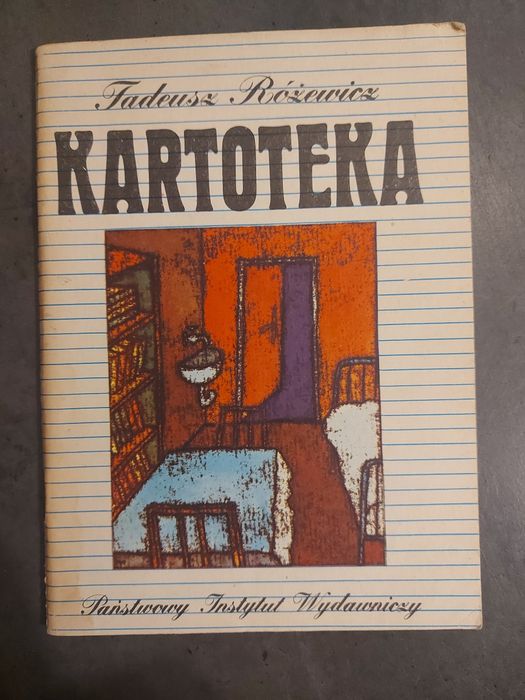 Tadeusz Różewicz
KARTOTEKA
Państwowy Instytut Wydawniczy